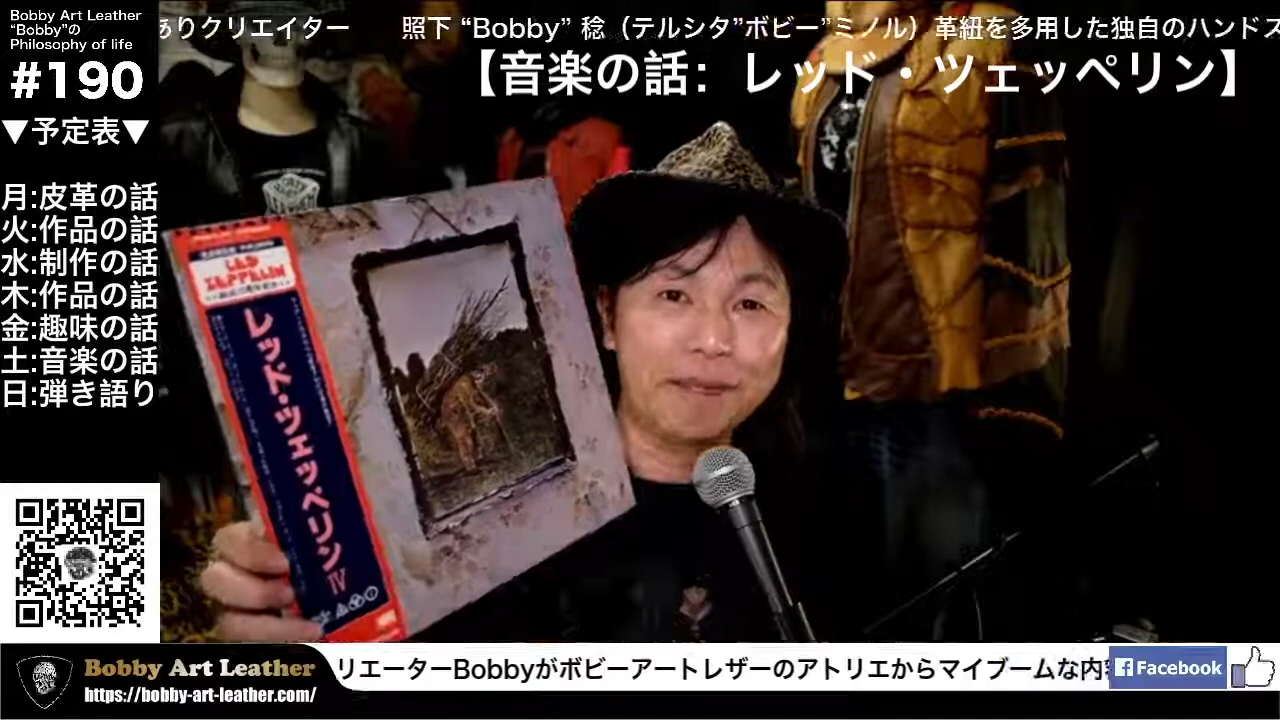 Bobby Art Leather
“Bobby”の
Philosophy of life
#190
▼予定表▼
月:皮革の話
火:作品の話
水:制作の話
木:作品の話
金:趣味の話
土:音楽の話
日:弾き語り
ありクリエイター　照下 “Bobby” 稔（テルシタ”ボビー”ミノル）革紐を多用した独自のハンドス
【音楽の話：レッド・ツェッペリン】
LED
ZEPPELIN
レッド・ツェッペリン IV
Bobby Art Leather
https://bobby-art-leather.com/
リエーターBobbyがボビーアートレザーのアトリエからマイブームな内容
Facebook